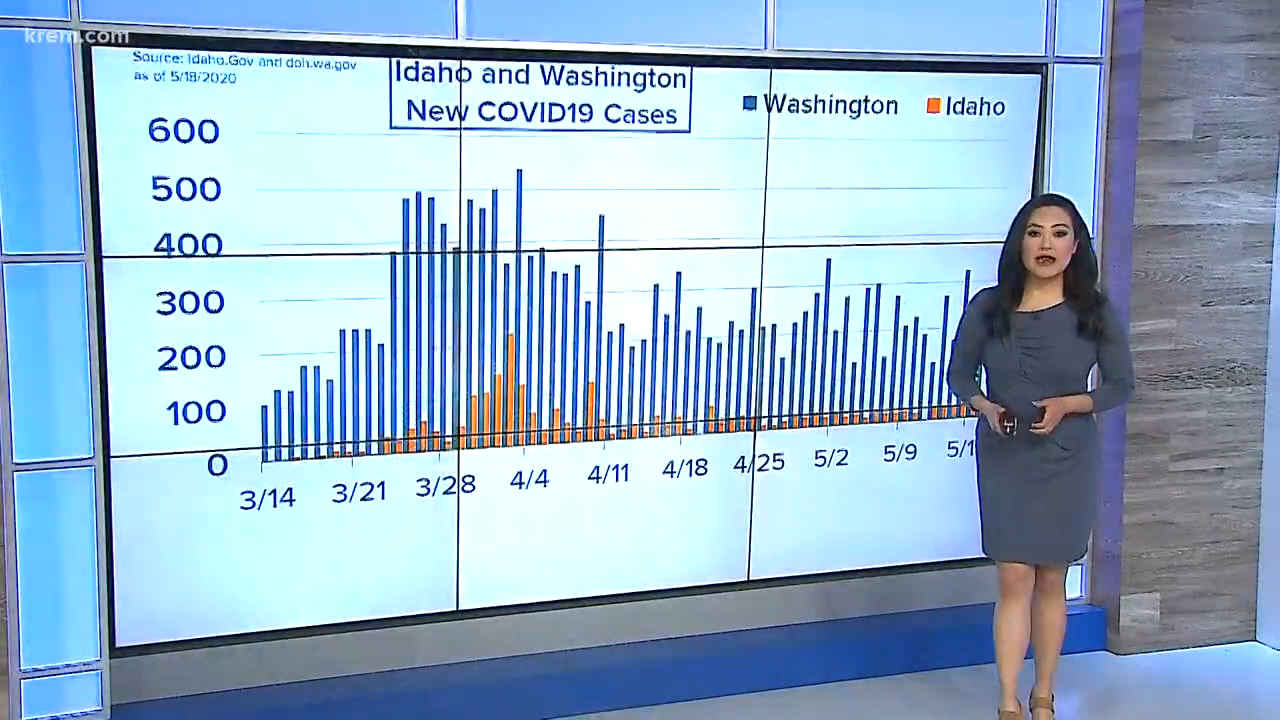 krem.com
Source: Idaho.Gov and doh.wa.gov
as of 5/18/2020
Idaho and Washington
New COVID19 Cases
Washington
Idaho
600
500
400
300
200
100
0
3/14
3/21
3/28
4/4
4/11
4/18
4/25
5/2
5/9
5/1